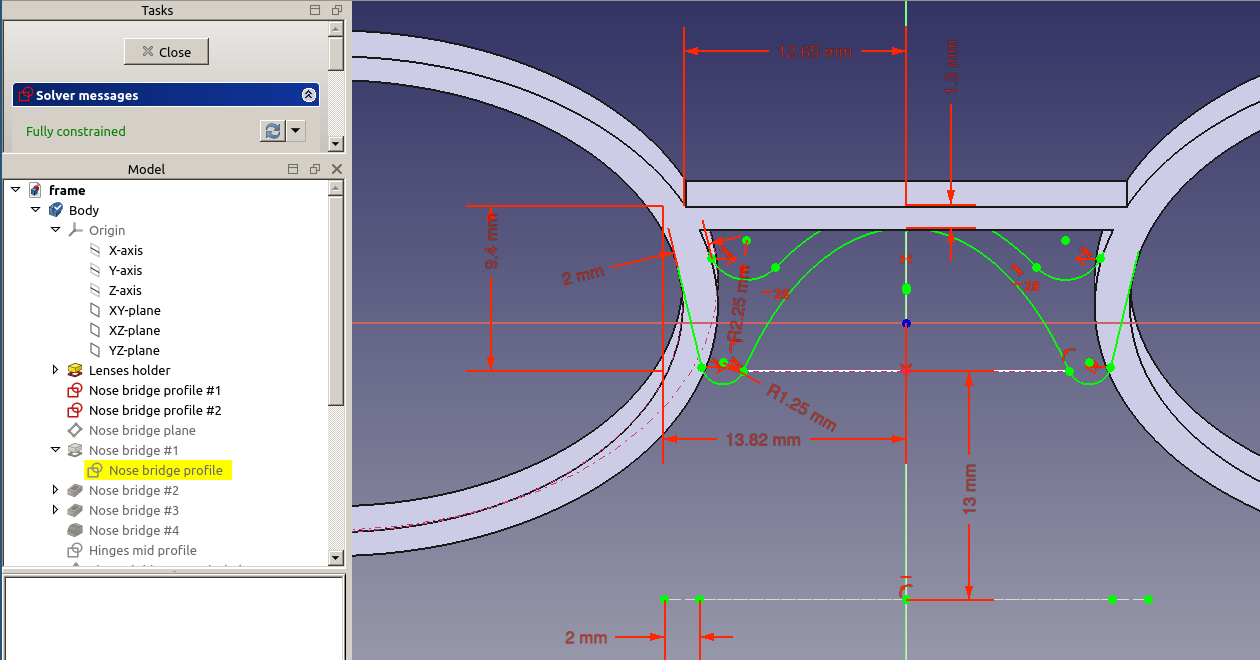 Tasks
Close
Solver messages
Fully constrained
Model
frame
Body
Origin
X-axis
Y-axis
Z-axis
XY-plane
XZ-plane
YZ-plane
Lenses holder
Nose bridge profile #1
Nose bridge profile #2
Nose bridge plane
Nose bridge #1
Nose bridge profile
Nose bridge #2
Nose bridge #3
Nose bridge #4
Hinges mid profile
12.65 mm
1.3 mm
9.4 mm
2 mm
R2.25 mm
28
28
R1.25 mm
13.82 mm
13 mm
2 mm